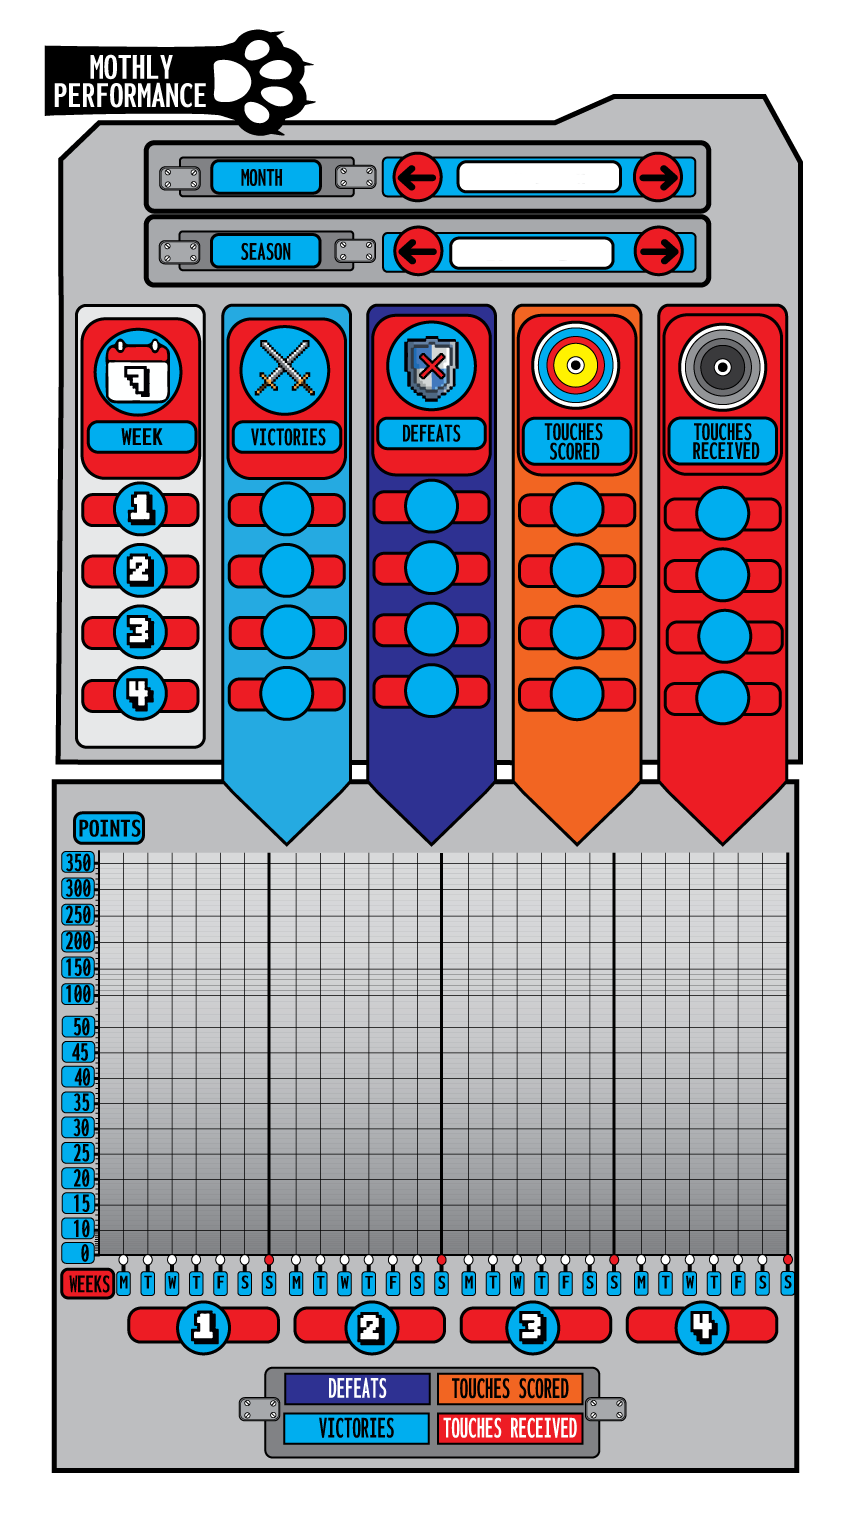 MOTHLY
PERFORMANCE
MONTH
SEASON
7
WEEK
VICTORIES
DEFEATS
TOUCHES
SCORED
TOUCHES
RECEIVED
1
2
3
4
POINTS
350
300
250
200
150
100
50
45
40
35
30
25
20
15
10
0
WEEKS M T W T F S S M T W T F S S M T W T F S S M T W T F S S
1 2 3 4
DEFEATS TOUCHES SCORED
VICTORIES TOUCHES RECEIVED